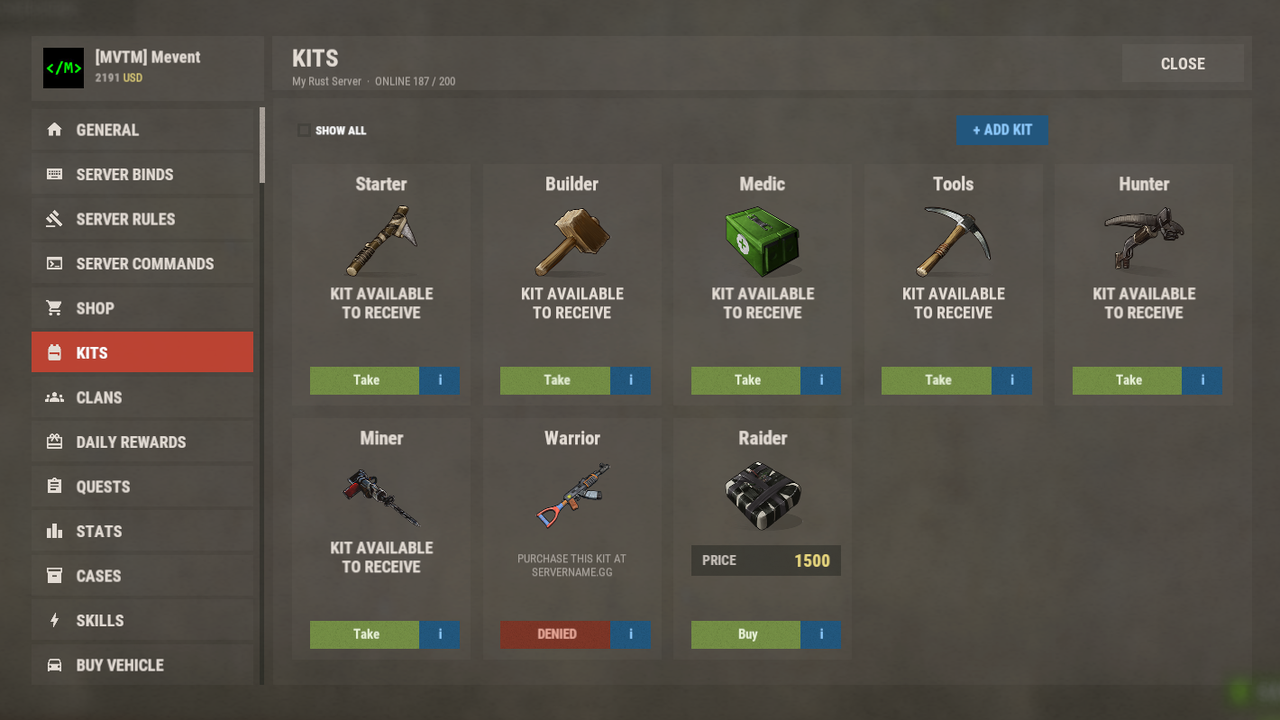 </M>
[MVTM] Mevent
2191 USD
GENERAL
SERVER BINDS
SERVER RULES
SERVER COMMANDS
SHOP
KITS
CLANS
DAILY REWARDS
QUESTS
STATS
CASES
SKILLS
BUY VEHICLE
KITS
My Rust Server · ONLINE 187 / 200
CLOSE
SHOW ALL
+ ADD KIT
Starter
KIT AVAILABLE
TO RECEIVE
Take i
Builder
KIT AVAILABLE
TO RECEIVE
Take i
Medic
KIT AVAILABLE
TO RECEIVE
Take i
Tools
KIT AVAILABLE
TO RECEIVE
Take i
Hunter
KIT AVAILABLE
TO RECEIVE
Take i
Miner
KIT AVAILABLE
TO RECEIVE
Take i
Warrior
PURCHASE THIS KIT AT
SERVERNAME.GG
DENIED i
Raider
PRICE 1500
Buy i